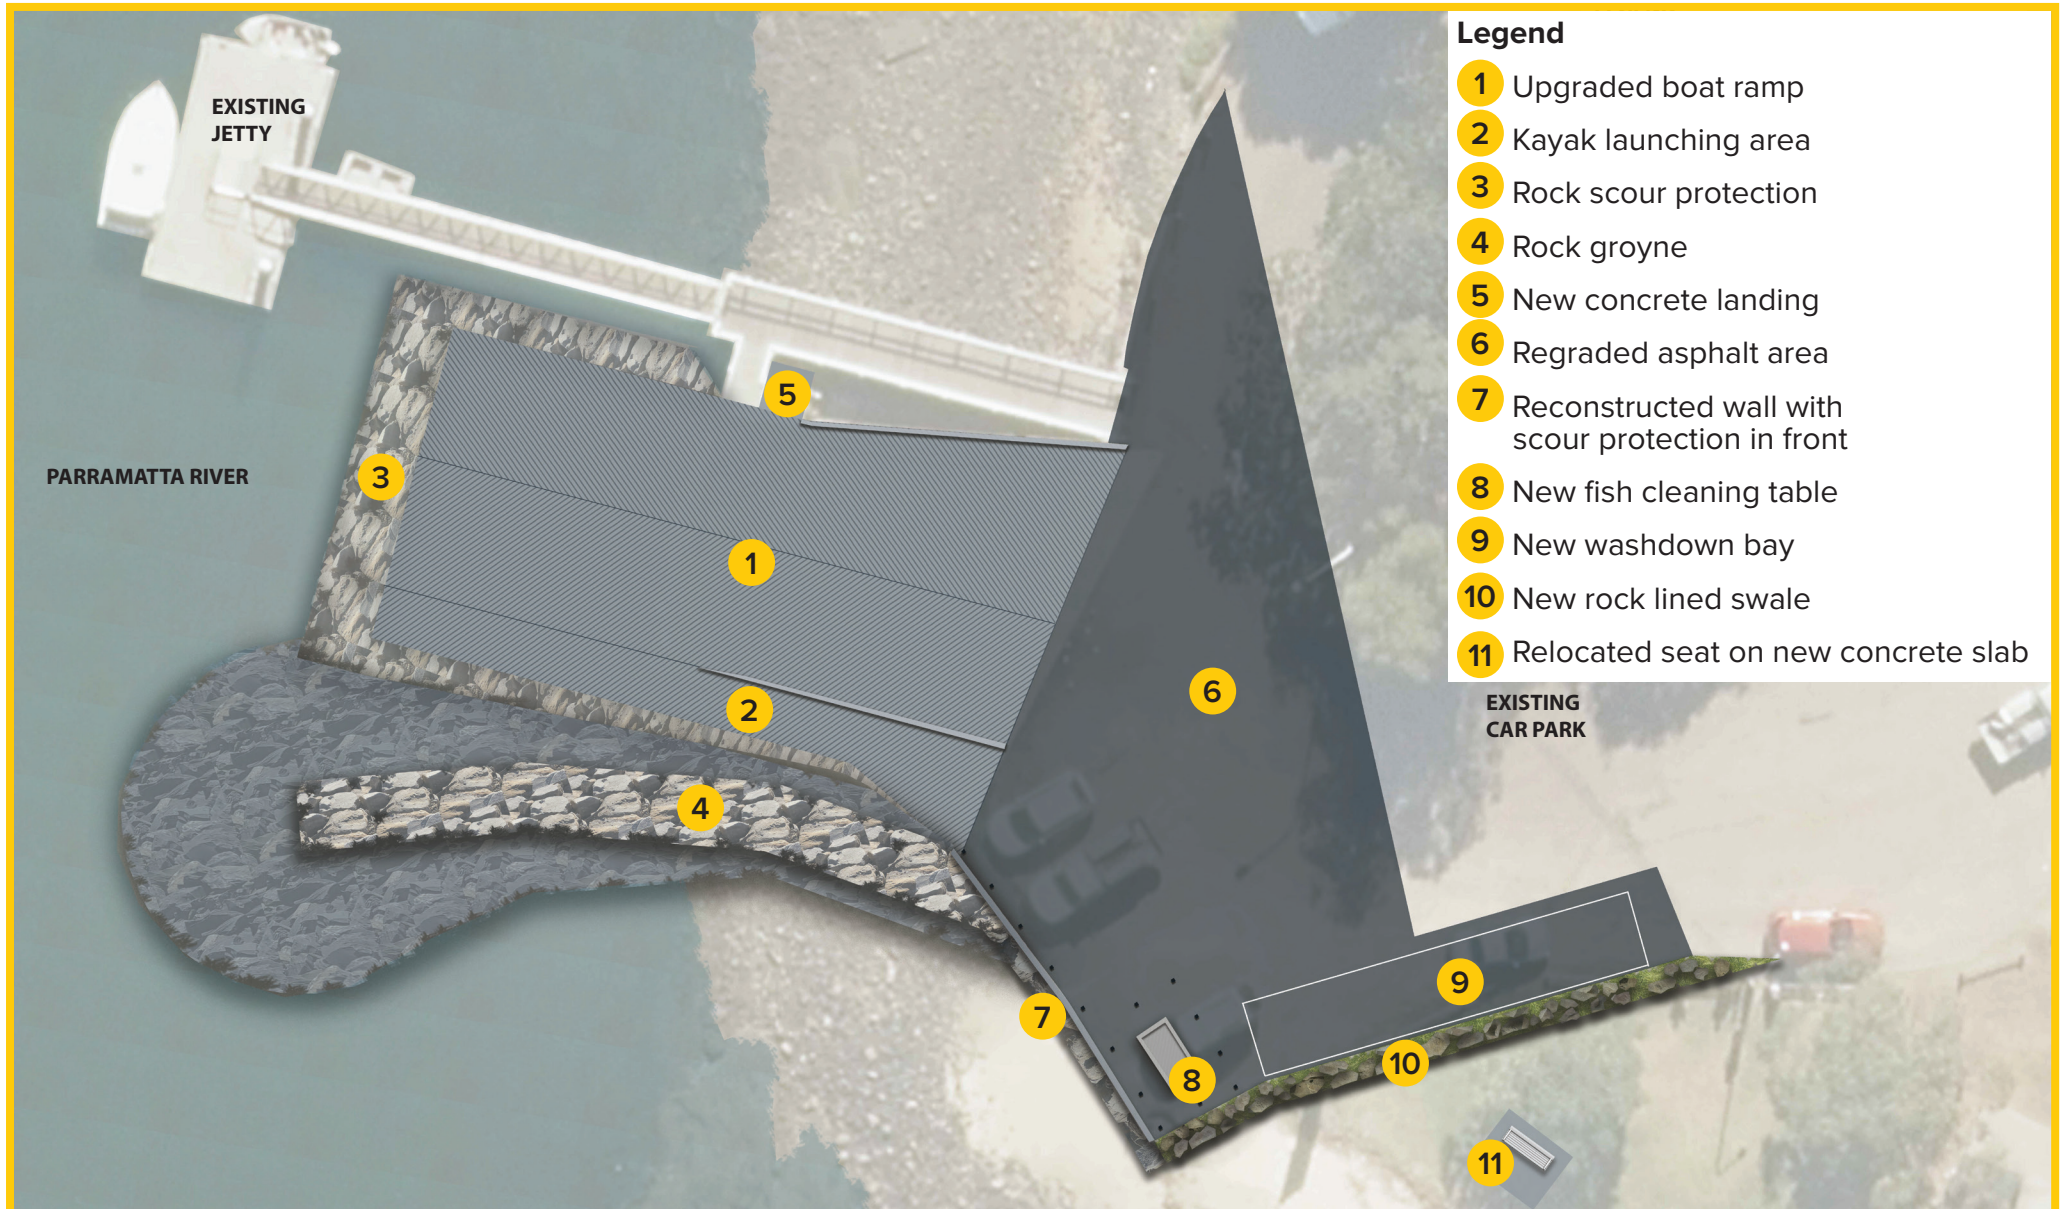 Legend
1 Upgraded boat ramp
2 Kayak launching area
3 Rock scour protection
4 Rock groyne
5 New concrete landing
6 Regraded asphalt area
7 Reconstructed wall with
scour protection in front
8 New fish cleaning table
9 New washdown bay
10 New rock lined swale
11 Relocated seat on new concrete slab
EXISTING
JETTY
5
PARRAMATTA RIVER
3
1
6
2
EXISTING
CAR PARK
4
9
7
10
8
11